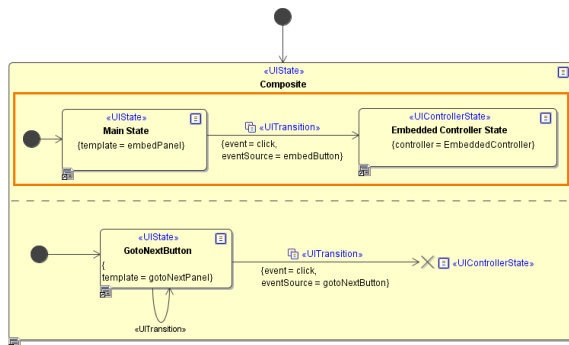 «UIState»
Composite
«UIState»
Main State
{template = embedPanel}
«UITransition»
{event = click,
eventSource = embedButton}
«UIControllerState»
Embedded Controller State
{controller = EmbeddedController}
«UIState»
GotoNextButton
{
template = gotoNextPanel}
«UITransition»
«UITransition»
{event = click,
eventSource = gotoNextButton}
«UIControllerState»